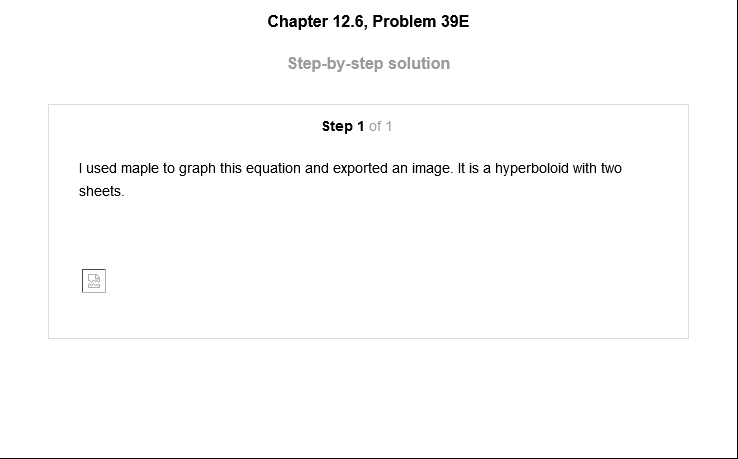 Chapter 12.6, Problem 39E
Step-by-step solution
Step 1 of 1
I used maple to graph this equation and exported an image. It is a hyperboloid with two
sheets.